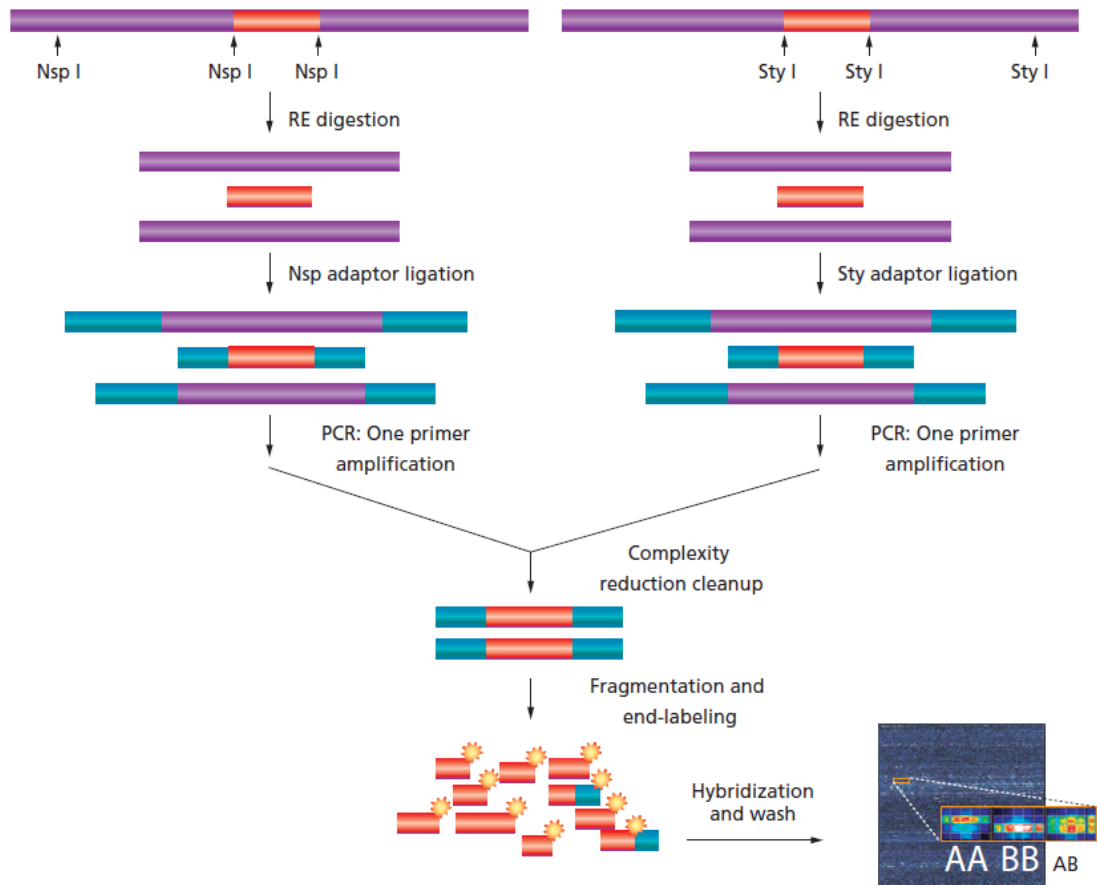 Nsp I
Nsp I
Nsp I
Sty I
Sty I
Sty I
RE digestion
RE digestion
Nsp adaptor ligation
Sty adaptor ligation
PCR: One primer
amplification
PCR: One primer
amplification
Complexity
reduction cleanup
Fragmentation and
end-labeling
Hybridization
and wash
AA
BB
AB